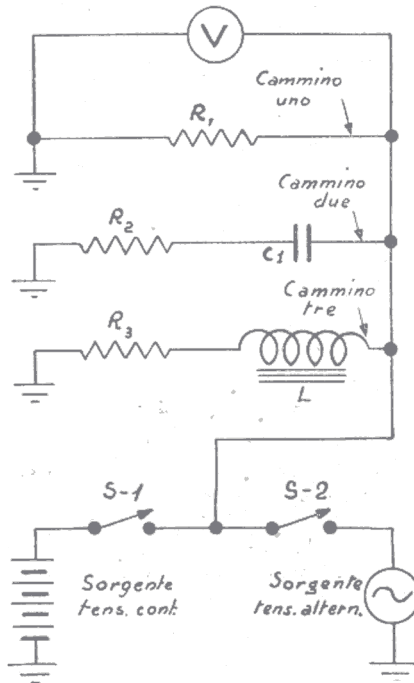 V
Cammino
uno
R1
Cammino
due
R2
C1
Cammino
tre
R3
L
S-1
S-2
Sorgente
tens. cont.
Sorgente
tens. altern.